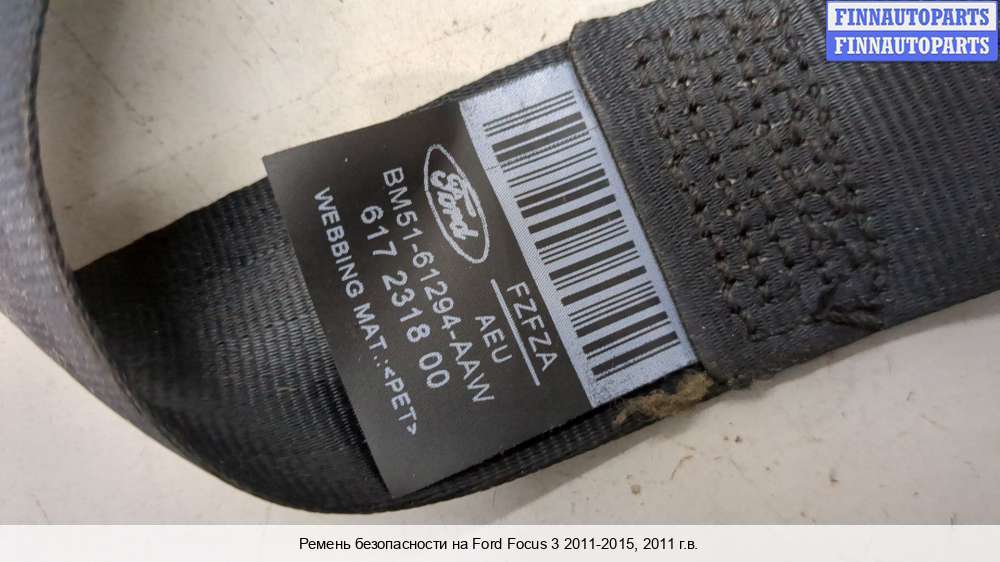 FINNAUTOPARTS
FINNAUTOPARTS
Ford
FZFZA
BM51-61294-AAW
AEU
617 2318 00
WEBBING MAT.:<PET>
Ремень безопасности на Ford Focus 3 2011-2015, 2011 г.в.